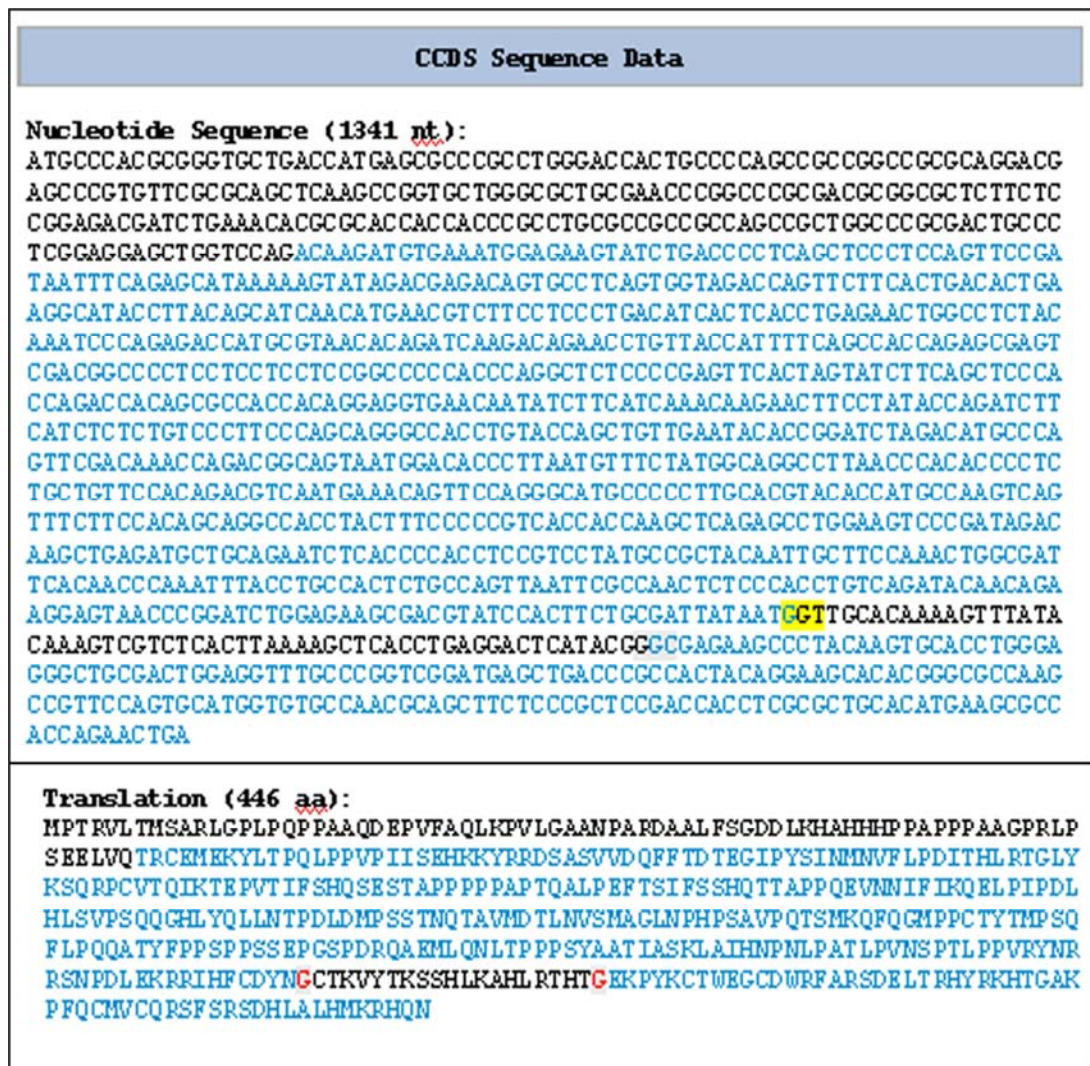 CCDS Sequence Data
Nucleotide Sequence (1341 nt):
ATGCCCACGCGGGTGCTGACCATGAGCGCCCGCCTGGGACCACTGCCCCAGCCGCCGGCCGCGCAGGACG
AGCCCGTGTTCGCGCAGCTCAAGCCGGTGCTGGGCGCTGCGAACCCGGCCCGCGACGCGGCGCTCTTCTC
CGGAGACGATCTGAAACACGCGCACCACCACCCGCCTGCGCCGCCGCCAGCCGCTGGCCCGCGACTGCCC
TCGGAGGAGCTGGTCCAGACAAGATGTGAAATGGAGAAGTATCTGACCCCTCAGCTCCCTCCAGTTCCGA
TAATTTCAGAGCATAAAAAGTATAGACGAGACAGTGCCTCAGTGGTAGACCAGTTCTTCACTGACACTGA
AGGCATACCTTACAGCATCAACATGAACGTCTTCCTCCCTGACATCACTCACCTGAGAACTGGCCTCTAC
AAATCCCAGAGACCATGCGTAACACAGATCAAGACAGAACCTGTTACCATTTTCAGCCACCAGAGCGAGT
CGACGGCCCCTCCTCCTCCTCCGGCCCCCACCCAGGCTCTCCCCGAGTTCACTAGTATCTTCAGCTCCCA
CCAGACCACAGCGCCACCACAGGAGGTGAACAATATCTTCATCAAACAAGAACTTCCTATACCAGATCTT
CATCTCTCTGTCCCTTCCCAGCAGGGCCACCTGTACCAGCTGTTGAATACACCGGATCTAGACATGCCCA
GTTCGACAAACCAGACGGCAGTAATGGACACCCTTAATGTTTCTATGGCAGGCCTTAACCCACACCCCTC
TGCTGTTCCACAGACGTCAATGAAACAGTTCCAGGGCATGCCCCCTTGCACGTACACCATGCCAAGTCAG
TTTCTTCCACAGCAGGCCACCTACTTTCCCCCGTCACCACCAAGCTCAGAGCCTGGAAGTCCCGATAGAC
AAGCTGAGATGCTGCAGAATCTCACCCCACCTCCGTCCTATGCCGCTACAATTGCTTCCAAACTGGCGAT
TCACAACCCAAATTTACCTGCCACTCTGCCAGTTAATTCGCCAACTCTCCCACCTGTCAGATACAACAGA
AGGAGTAACCCGGATCTGGAGAAGCGACGTATCCACTTCTGCGATTATAATGGTTGCACAAAAGTTTATA
CAAAGTCGTCTCACTTAAAAGCTCACCTGAGGACTCATACGGGCGAGAAGCCCTACAAGTGCACCTGGGA
GGGCTGCGACTGGAGGTTTGCCCGGTCGGATGAGCTGACCCGCCACTACAGGAAGCACACGGGCGCCAAG
CCGTTCCAGTGCATGGTGTGCCAACGCAGCTTCTCCCGCTCCGACCACCTCGCGCTGCACATGAAGCGCC
ACCAGAACTGA
Translation (446 aa):
MPTRVLTMSARLGPLPQPPAAQDEPVFAQLKPVLGAANPARDAALFSGDDLKHAHHHPPAPPPAAGPRLP
SEELVQTRCEMEKYLTPQLPPVPIISEHKKYRRDSASVVDQFFTDTEGIPYSINMNVFLPDITHLRTGLY
KSQRPCVTQIKTEPVTIFSHQSESTAPPPPPAPTQALPEFTSIFSSHQTTAPPQEVNNIFIKQELPIPDL
HLSVPSQQGHLYQLLNTPDLDMPSSTNQTAVMDTLNVSMAGLNPHPSAVPQTSMKQFQGMPPCTYTMPSQ
FLPQQATYFPPSPPSSEPGSPDRQAEMLQNLTPPPSYAATIASKLAIHNPNLPATLPVNSPTLPPVRYNR
RSNPDLEKRRIHFCDYNGCTKVYTKSSHLKAHLRTHTGEKPYKCTWEGCDWRFARSDELTRHYRKHTGAK
PFQCMVCQRSFSRSDHLALHMKRHQN